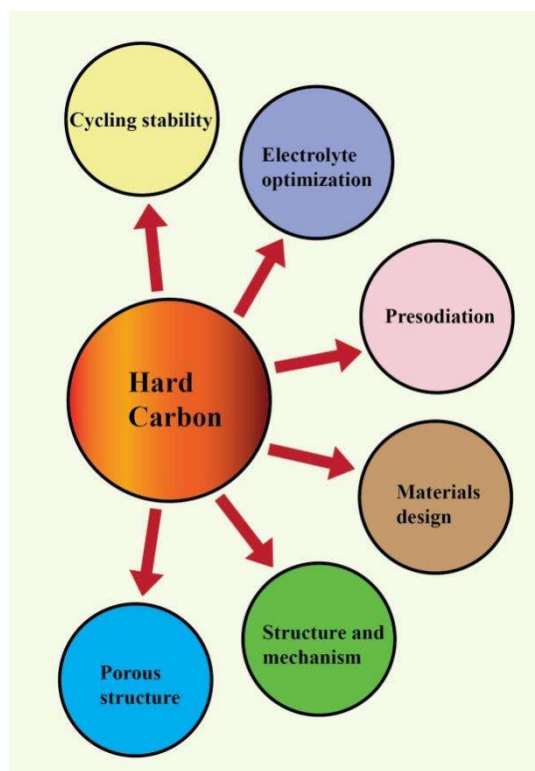 Cycling stability
Electrolyte
optimization
Presodiation
Hard
Carbon
Materials
design
Structure and
mechanism
Porous
structure